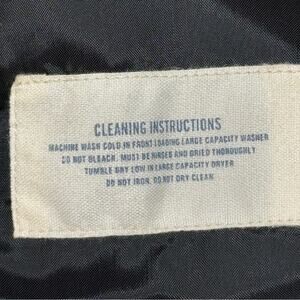 CLEANING INSTRUCTIONS
MACHINE WASH COLD IN FRONT LOADING LARGE CAPACITY WASHER
DO NOT BLEACH. MUST BE RINSED AND DRIED THOROUGHLY
TUMBLE DRY LOW IN LARGE CAPACITY DRYER
DO NOT IRON. DO NOT DRY CLEAN.